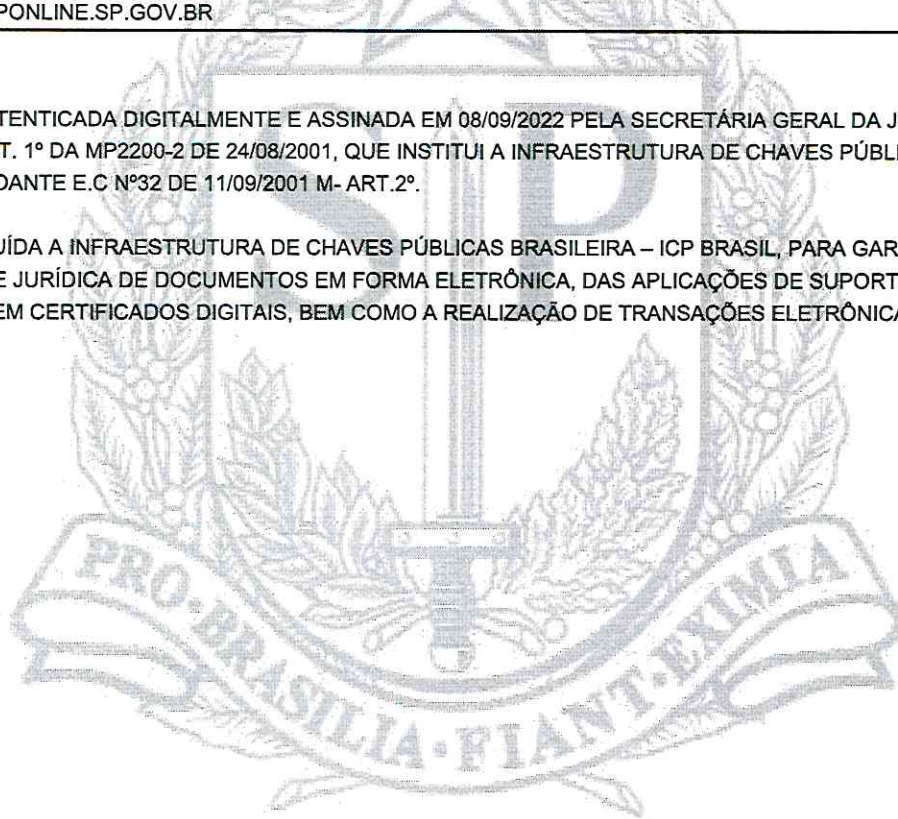 PONLINE.SP.GOV.BR
TENTICADA DIGITALMENTE E ASSINADA EM 08/09/2022 PELA SECRETÁRIA GERAL DA J
T. 1º DA MP2200-2 DE 24/08/2001, QUE INSTITUI A INFRAESTRUTURA DE CHAVES PÚBLI
DANTE E.C Nº32 DE 11/09/2001 M- ART.2º.
UÍDA A INFRAESTRUTURA DE CHAVES PÚBLICAS BRASILEIRA – ICP BRASIL, PARA GAR
E JURÍDICA DE DOCUMENTOS EM FORMA ELETRÔNICA, DAS APLICAÇÕES DE SUPORT
EM CERTIFICADOS DIGITAIS, BEM COMO A REALIZAÇÃO DE TRANSAÇÕES ELETRÔNICA
S P
PRO·BRASILIA·FIANT·EXIMIA